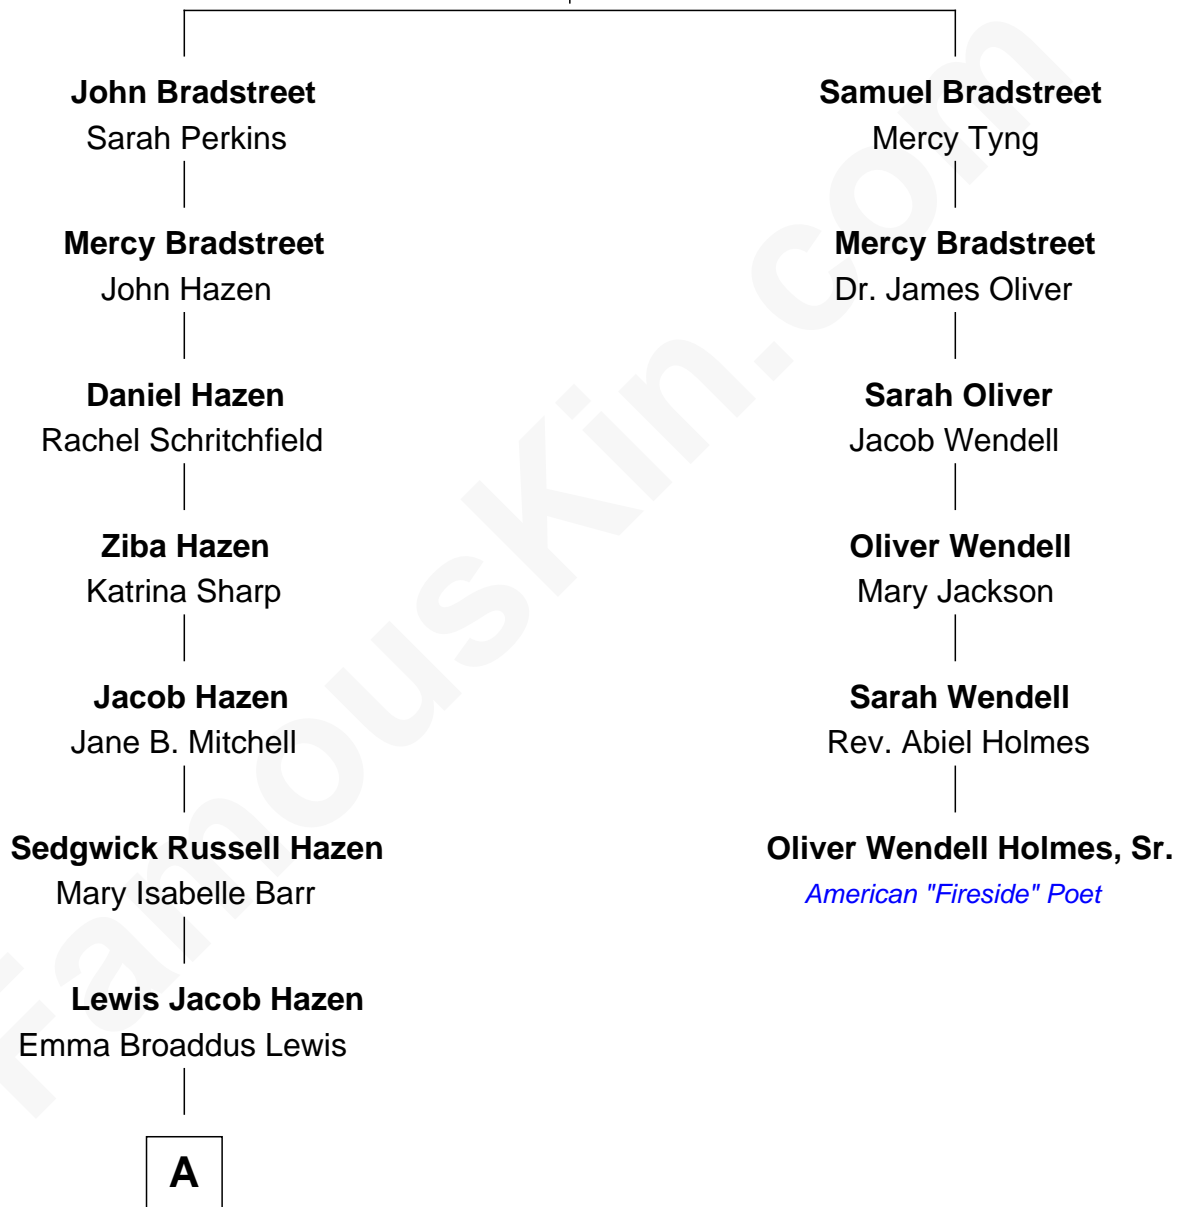 John Bradstreet
Sarah Perkins
Mercy Bradstreet
John Hazen
Daniel Hazen
Rachel Schritchfield
Ziba Hazen
Katrina Sharp
Jacob Hazen
Jane B. Mitchell
Sedgwick Russell Hazen
Mary Isabelle Barr
Lewis Jacob Hazen
Emma Broaddus Lewis
A
Samuel Bradstreet
Mercy Tyng
Mercy Bradstreet
Dr. James Oliver
Sarah Oliver
Jacob Wendell
Oliver Wendell
Mary Jackson
Sarah Wendell
Rev. Abiel Holmes
Oliver Wendell Holmes, Sr.
American "Fireside" Poet
FamousKin.com